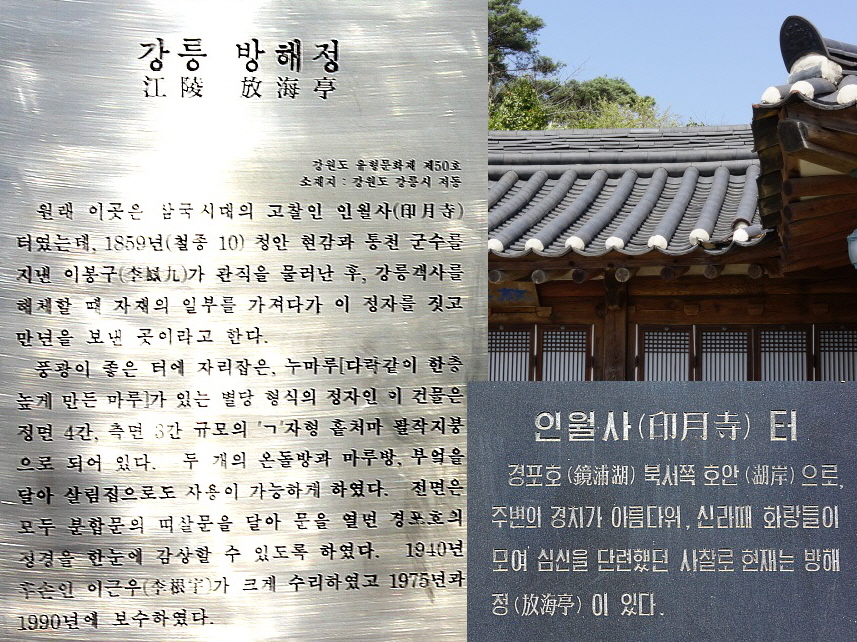 강릉 방해정
江陵 放海亭
강원도 유형문화재 제50호
소재지 : 강원도 강릉시 저동
원래 이곳은 삼국시대의 고찰인 인월사(印月寺)
터였는데, 1859년(철종 10) 청안 현감과 통천 군수를
지낸 이봉구(李鳳九)가 관직을 물러난 후, 강릉객사를
해체할 때 자재의 일부를 가져다가 이 정자를 짓고
만년을 보낸 곳이라고 한다.
풍광이 좋은 터에 자리잡은, 누마루[다락같이 한층
높게 만든 마루]가 있는 별당 형식의 정자인 이 건물은
정면 4간, 측면 3간 규모의 'ㄱ'자형 홑처마 팔작지붕
으로 되어 있다. 두 개의 온돌방과 마루방, 부엌을
달아 살림집으로도 사용이 가능하게 하였다. 전면은
모두 분합문의 띠살문을 달아 문을 열면 경포호의
정경을 한눈에 감상할 수 있도록 하였다. 1940년
후손인 이근우(李根宇)가 크게 수리하였고 1975년과
1990년에 보수하였다.
인월사(印月寺) 터
경포호(鏡浦湖) 북서쪽 호안(湖岸)으로,
주변의 경치가 아름다워, 신라때 화랑들이
모여 심신을 단련했던 사찰로 현재는 방해
정(放海亭)이 있다.